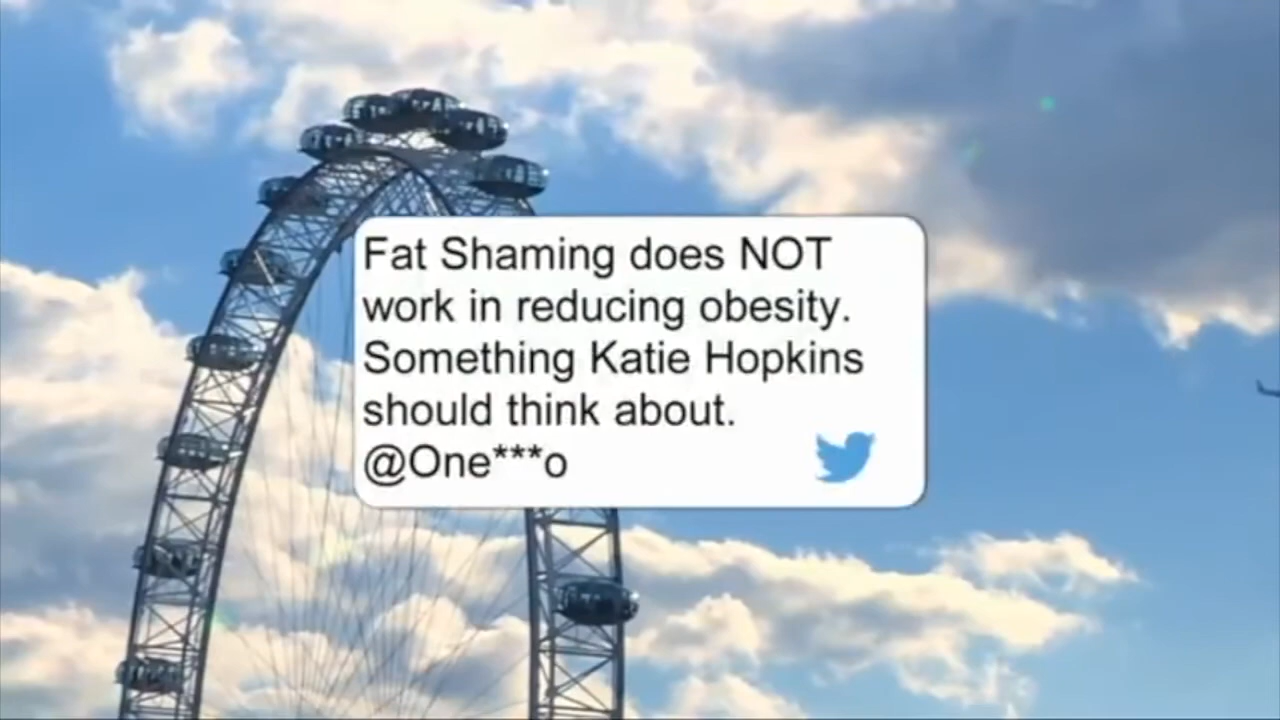 Fat Shaming does NOT
work in reducing obesity.
Something Katie Hopkins
should think about.
@One***o